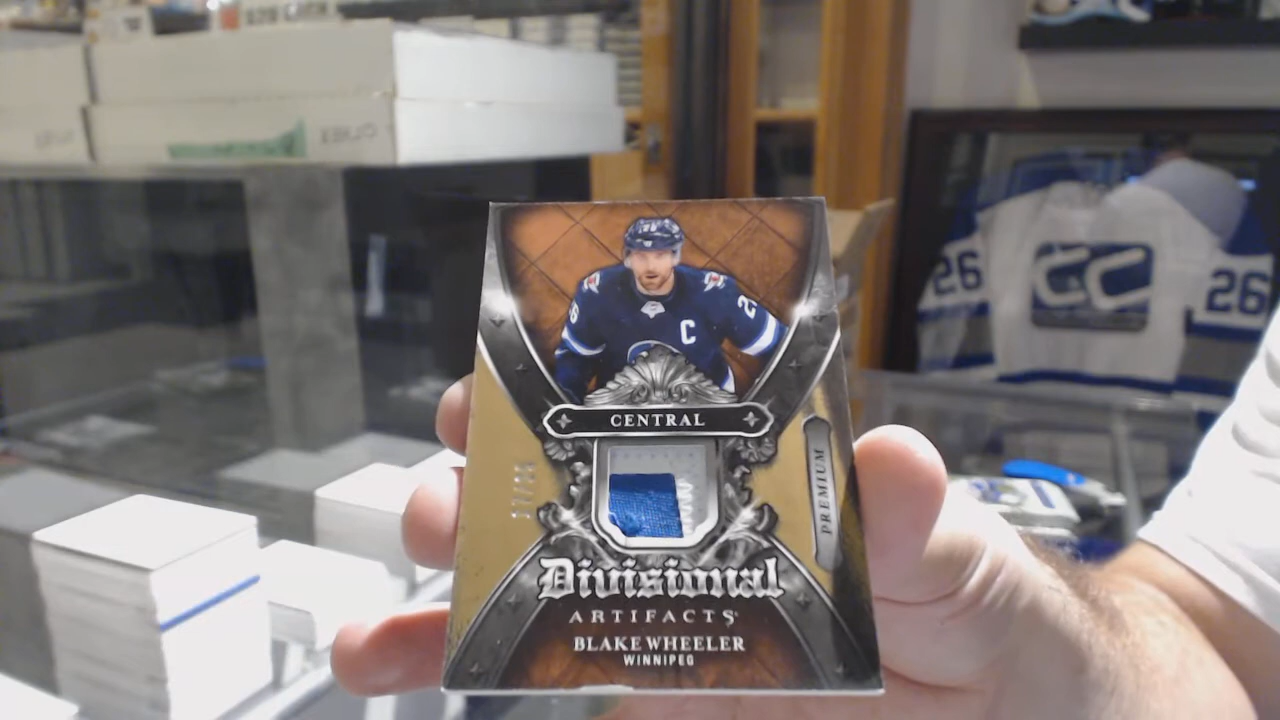 26
26
C
CENTRAL
PREMIUM
Divisional
ARTIFACTS
BLAKE WHEELER
WINNIPEG